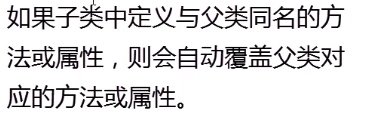 如果子类中定义与父类同名的方
法或属性，则会自动覆盖父类对
应的方法或属性。